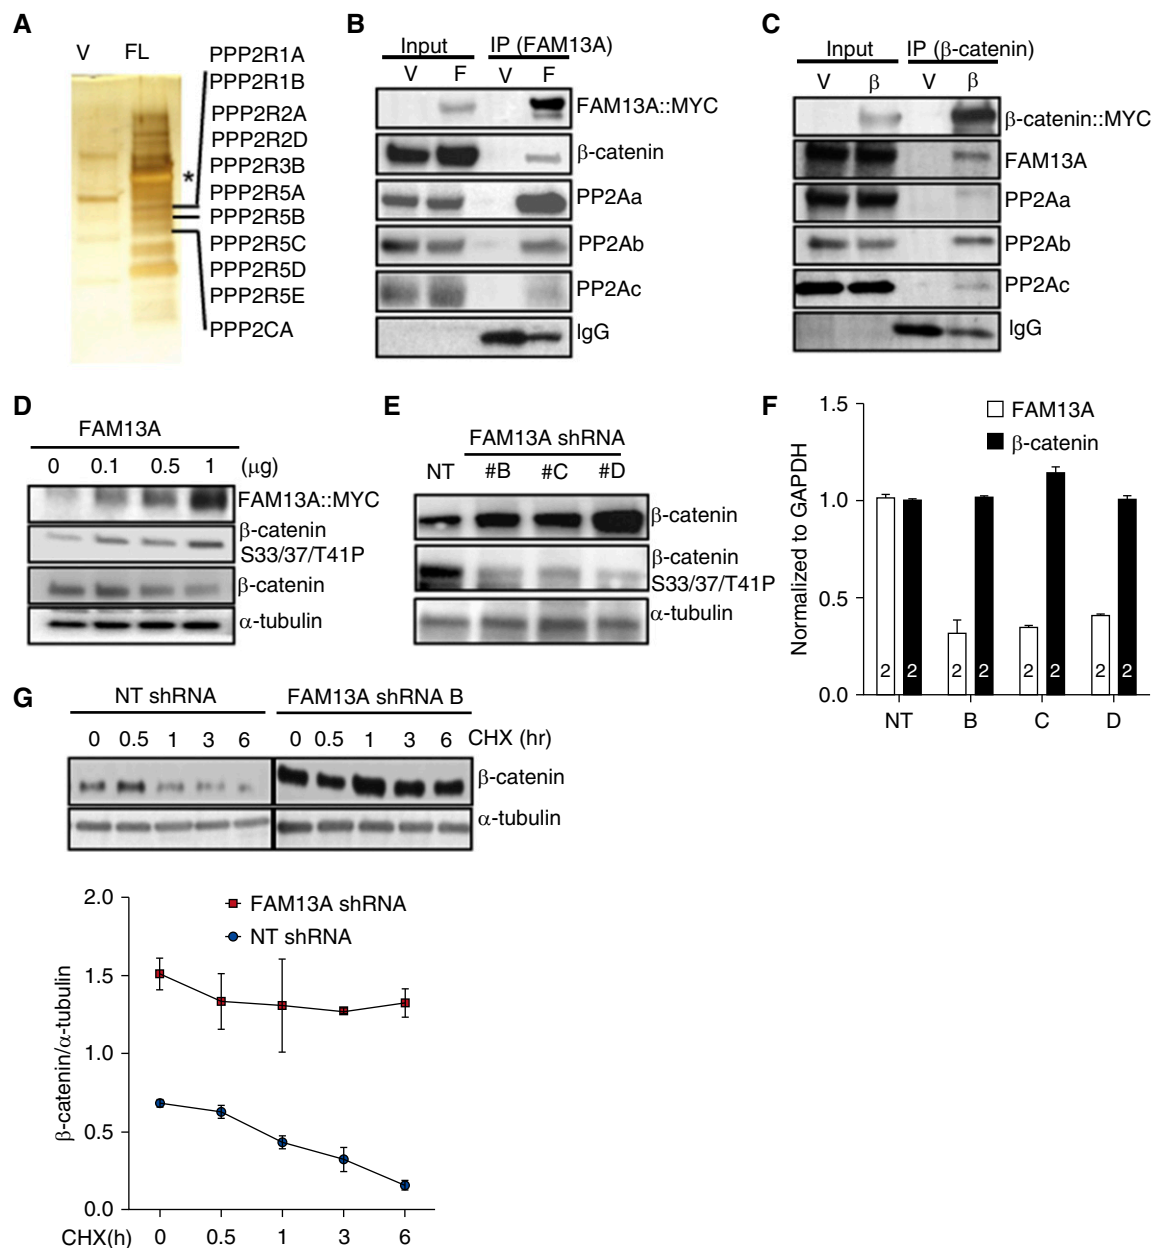 A
V FL
*
PPP2R1A
PPP2R1B
PPP2R2A
PPP2R2D
PPP2R3B
PPP2R5A
PPP2R5B
PPP2R5C
PPP2R5D
PPP2R5E
PPP2CA
B
Input IP (FAM13A)
V F V F
FAM13A::MYC
β-catenin
PP2Aa
PP2Ab
PP2Ac
IgG
C
Input IP (β-catenin)
V β V β
β-catenin::MYC
FAM13A
PP2Aa
PP2Ab
PP2Ac
IgG
D
FAM13A
0 0.1 0.5 1 (μg)
FAM13A::MYC
β-catenin
S33/37/T41P
β-catenin
α-tubulin
E
FAM13A shRNA
NT #B #C #D
β-catenin
β-catenin
S33/37/T41P
α-tubulin
F
FAM13A
β-catenin
Normalized to GAPDH
1.5
1.0
0.5
0.0
2 2 2 2 2 2 2 2
NT B C D
G
NT shRNA FAM13A shRNA B
0 0.5 1 3 6 0 0.5 1 3 6 CHX (hr)
β-catenin
α-tubulin
FAM13A shRNA
NT shRNA
β-catenin/α-tubulin
2.0
1.5
1.0
0.5
0.0
CHX(h) 0 0.5 1 3 6